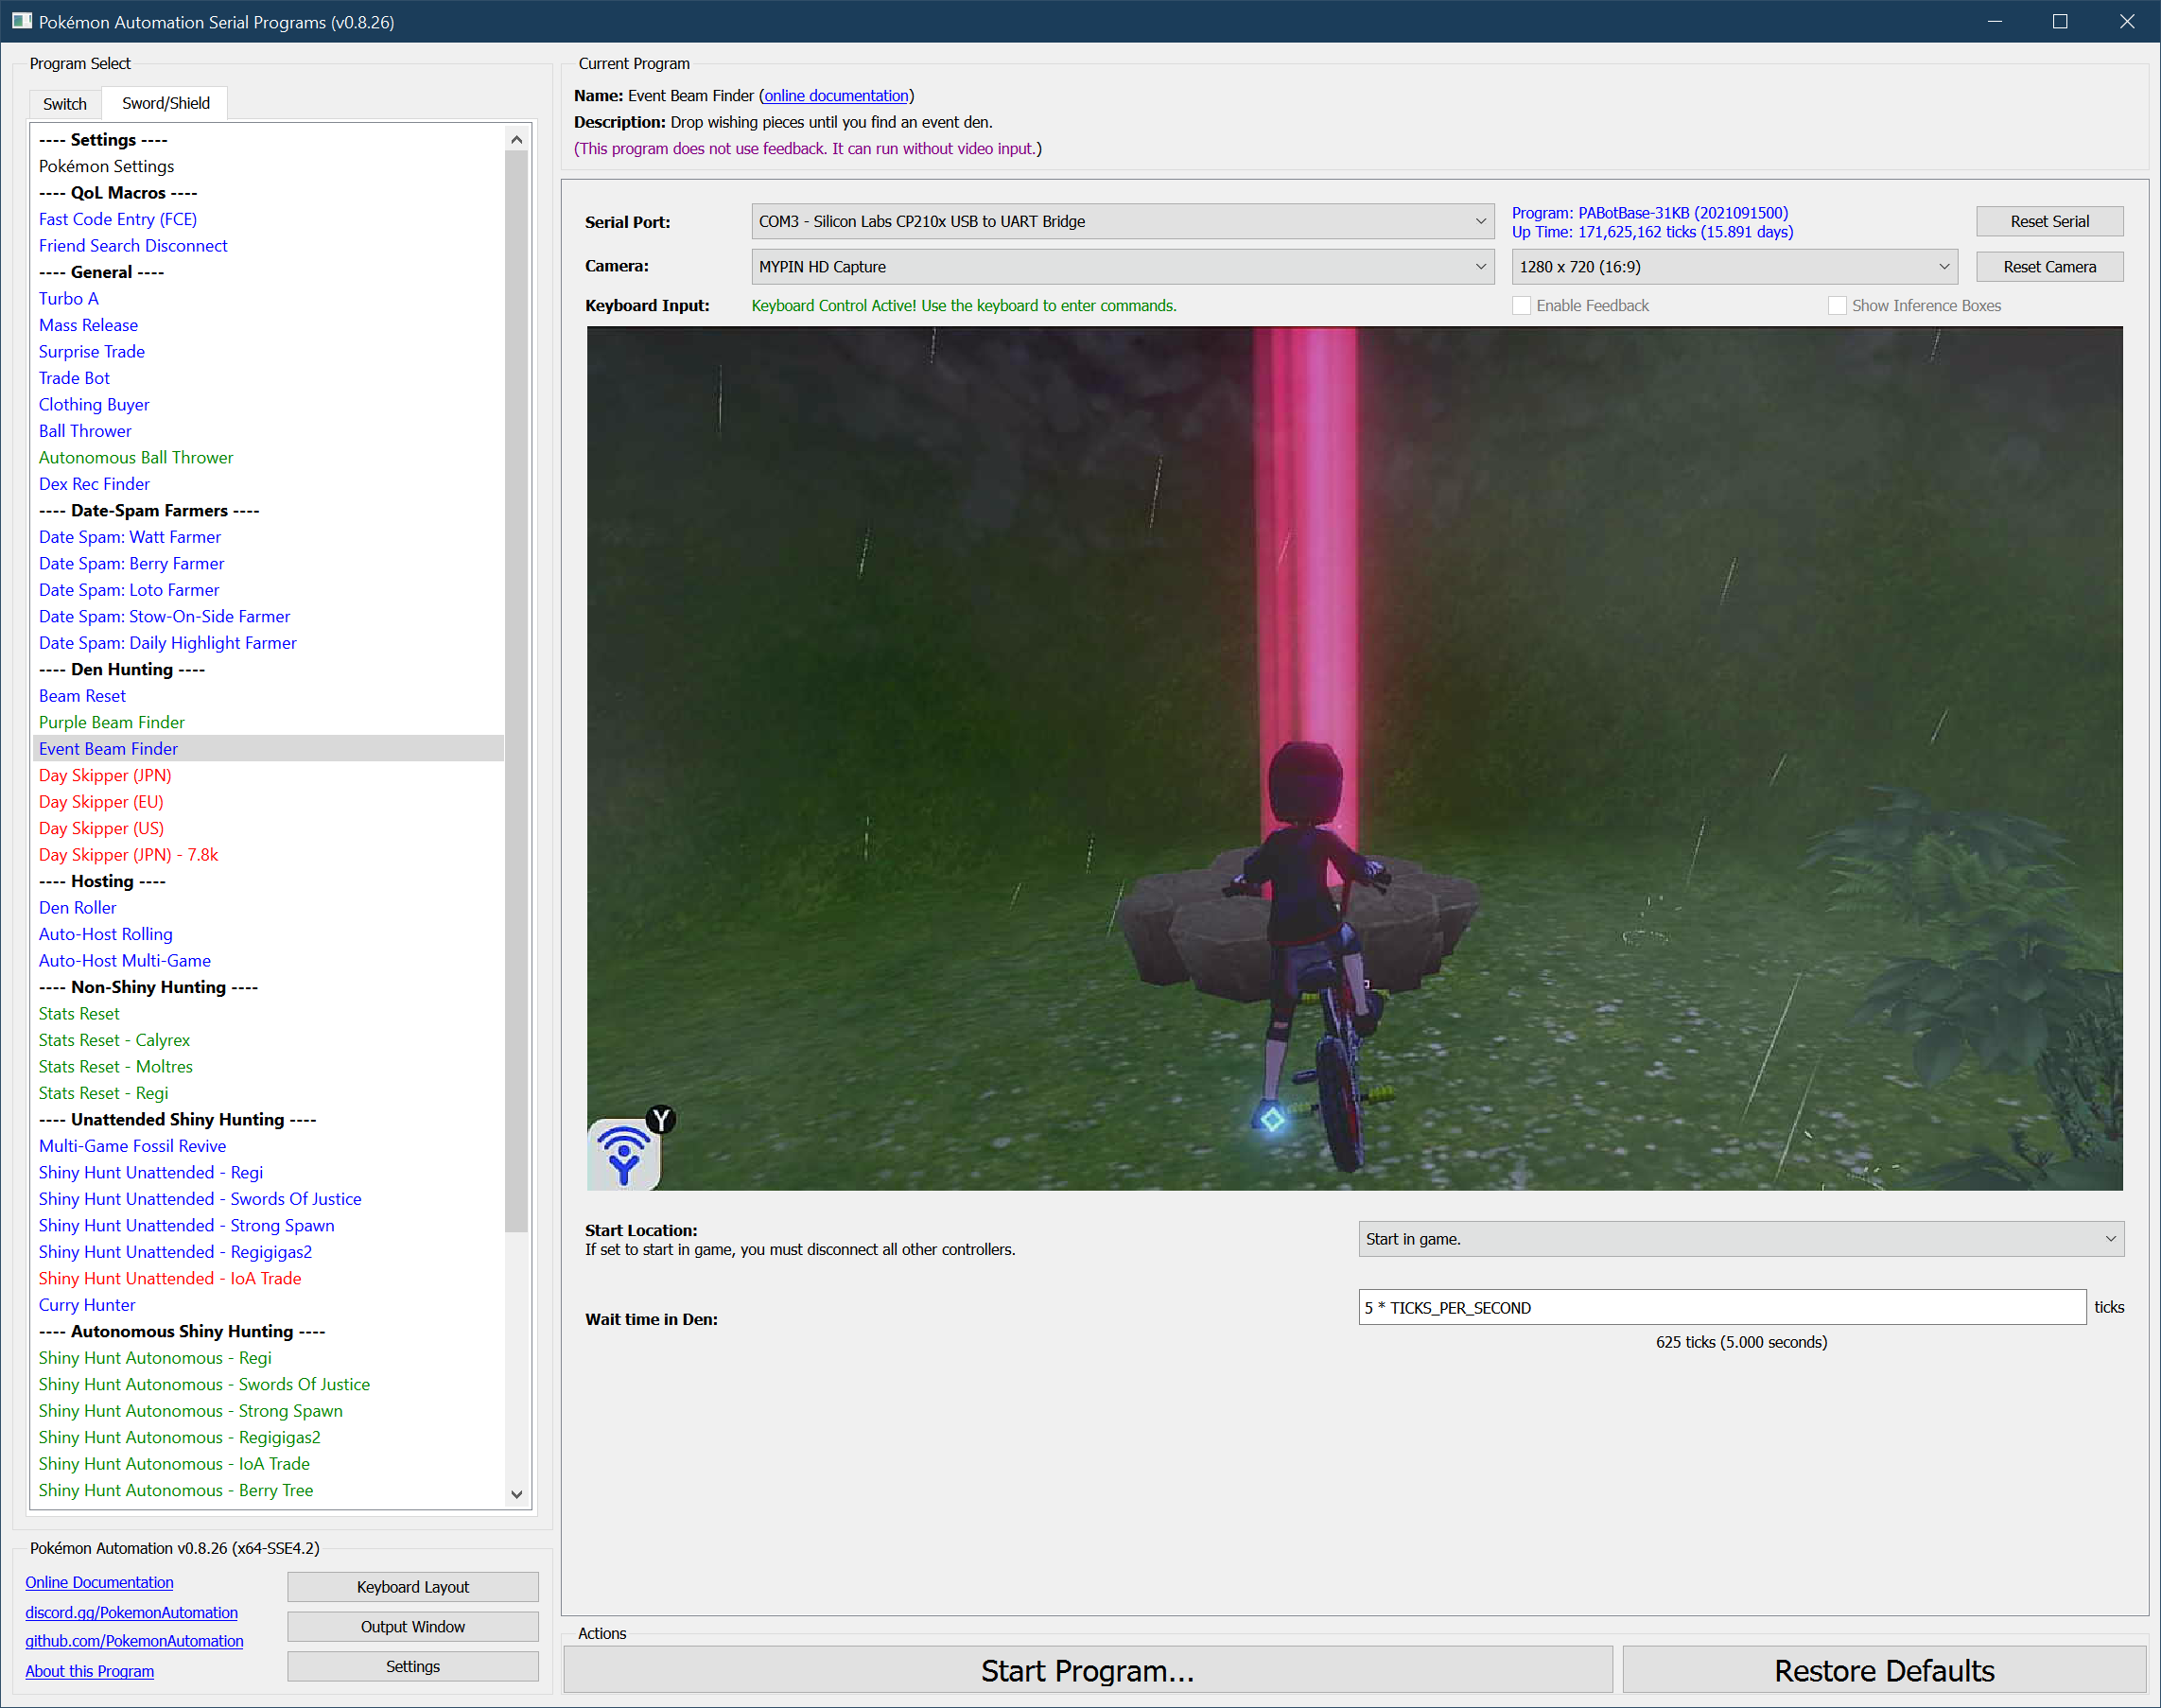 Pokémon Automation Serial Programs (v0.8.26)
Program Select
Switch
Sword/Shield
---- Settings ----
Pokémon Settings
---- QoL Macros ----
Fast Code Entry (FCE)
Friend Search Disconnect
---- General ----
Turbo A
Mass Release
Surprise Trade
Trade Bot
Clothing Buyer
Ball Thrower
Autonomous Ball Thrower
Dex Rec Finder
---- Date-Spam Farmers ----
Date Spam: Watt Farmer
Date Spam: Berry Farmer
Date Spam: Loto Farmer
Date Spam: Stow-On-Side Farmer
Date Spam: Daily Highlight Farmer
---- Den Hunting ----
Beam Reset
Purple Beam Finder
Event Beam Finder
Day Skipper (JPN)
Day Skipper (EU)
Day Skipper (US)
Day Skipper (JPN) - 7.8k
---- Hosting ----
Den Roller
Auto-Host Rolling
Auto-Host Multi-Game
---- Non-Shiny Hunting ----
Stats Reset
Stats Reset - Calyrex
Stats Reset - Moltres
Stats Reset - Regi
---- Unattended Shiny Hunting ----
Multi-Game Fossil Revive
Shiny Hunt Unattended - Regi
Shiny Hunt Unattended - Swords Of Justice
Shiny Hunt Unattended - Strong Spawn
Shiny Hunt Unattended - Regigigas2
Shiny Hunt Unattended - IoA Trade
Curry Hunter
---- Autonomous Shiny Hunting ----
Shiny Hunt Autonomous - Regi
Shiny Hunt Autonomous - Swords Of Justice
Shiny Hunt Autonomous - Strong Spawn
Shiny Hunt Autonomous - Regigigas2
Shiny Hunt Autonomous - IoA Trade
Shiny Hunt Autonomous - Berry Tree
Pokémon Automation v0.8.26 (x64-SSE4.2)
Online Documentation
discord.gg/PokemonAutomation
github.com/PokemonAutomation
About this Program
Keyboard Layout
Output Window
Settings
Current Program
Name: Event Beam Finder (online documentation)
Description: Drop wishing pieces until you find an event den.
(This program does not use feedback. It can run without video input.)
Serial Port:
COM3 - Silicon Labs CP210x USB to UART Bridge
Program: PABotBase-31KB (2021091500)
Up Time: 171,625,162 ticks (15.891 days)
Reset Serial
Camera:
MYPIN HD Capture
1280 x 720 (16:9)
Reset Camera
Keyboard Input:
Keyboard Control Active! Use the keyboard to enter commands.
Enable Feedback
Show Inference Boxes
Y
Start Location:
If set to start in game, you must disconnect all other controllers.
Start in game.
Wait time in Den:
5 * TICKS_PER_SECOND
ticks
625 ticks (5.000 seconds)
Actions
Start Program...
Restore Defaults